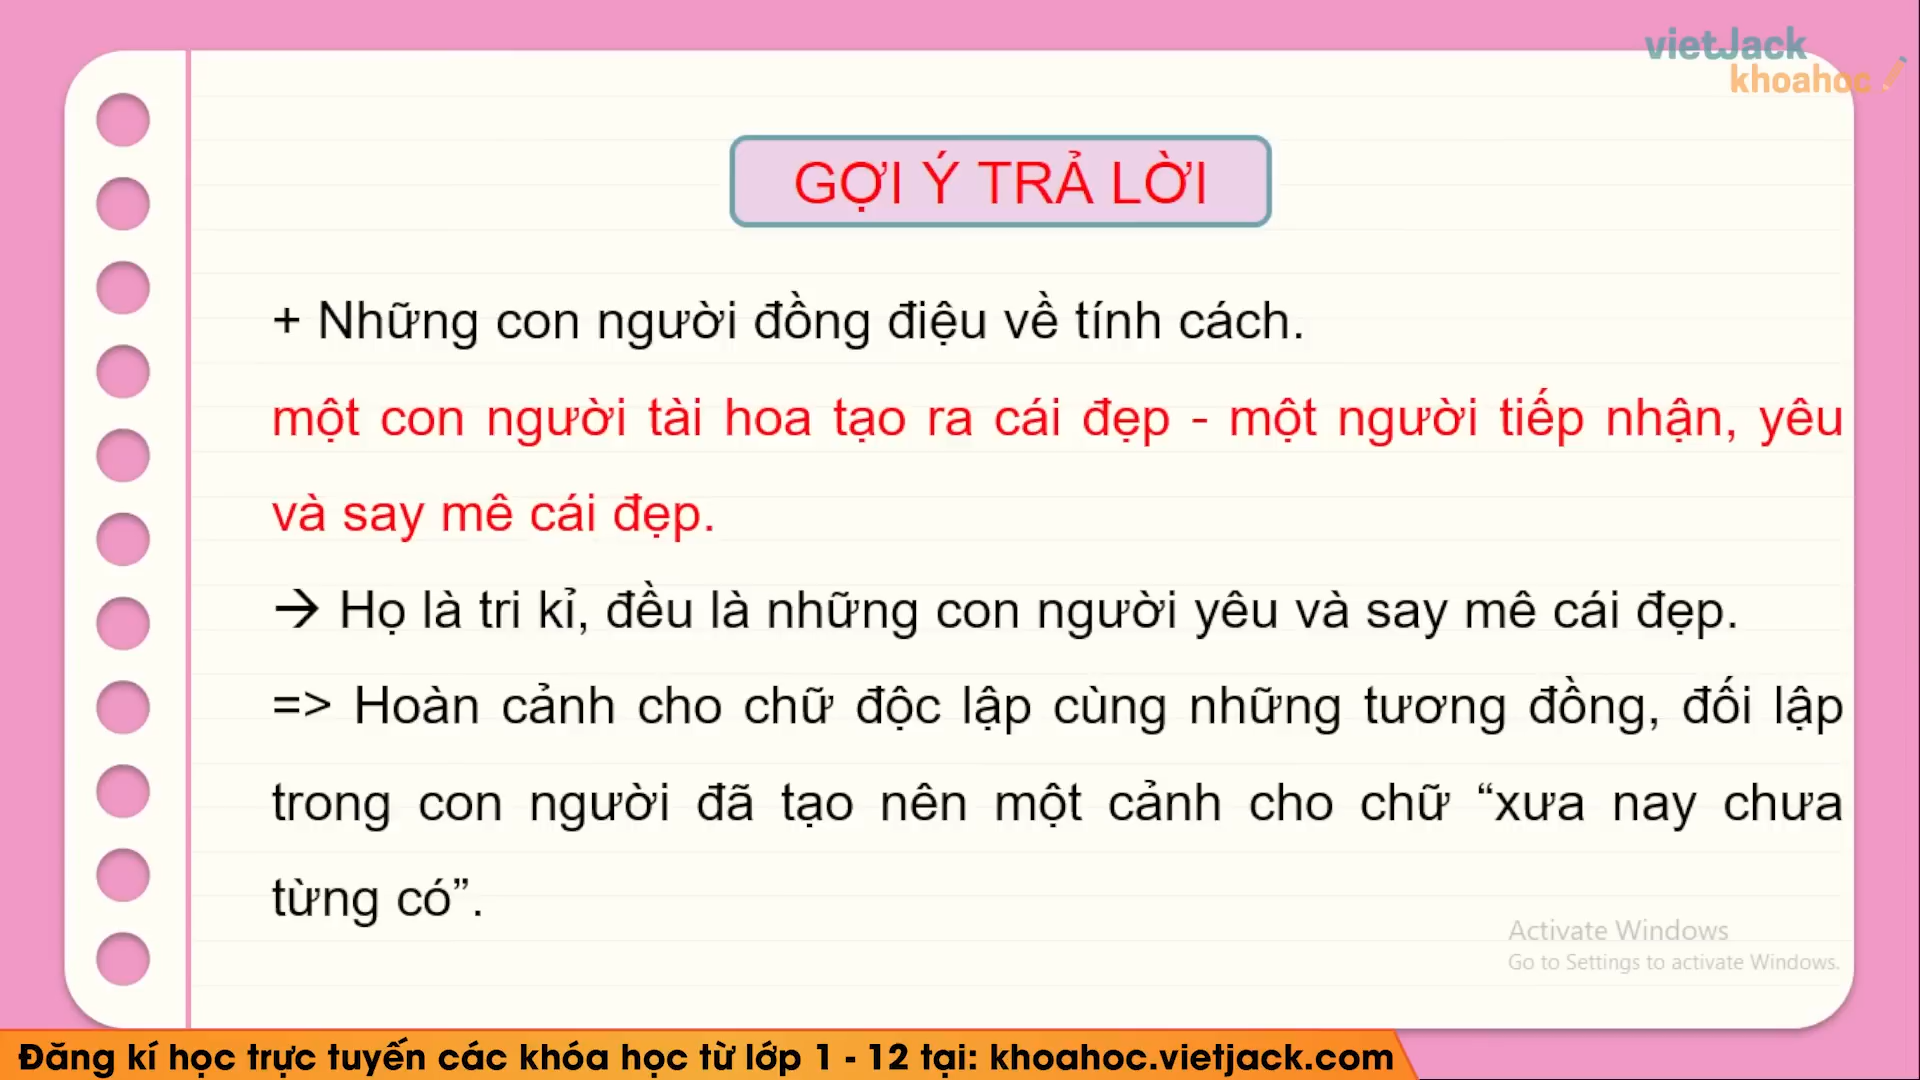 vietJack
khoahoc
GỢI Ý TRẢ LỜI
+ Những con người đồng điệu về tính cách.
một con người tài hoa tạo ra cái đẹp - một người tiếp nhận, yêu
và say mê cái đẹp.
→ Họ là tri kỉ, đều là những con người yêu và say mê cái đẹp.
=> Hoàn cảnh cho chữ độc lập cùng những tương đồng, đối lập
trong con người đã tạo nên một cảnh cho chữ “xưa nay chưa
từng có”.
Activate Windows
Go to Settings to activate Windows.
Đăng kí học trực tuyến các khóa học từ lớp 1 - 12 tại: khoahoc.vietjack.com